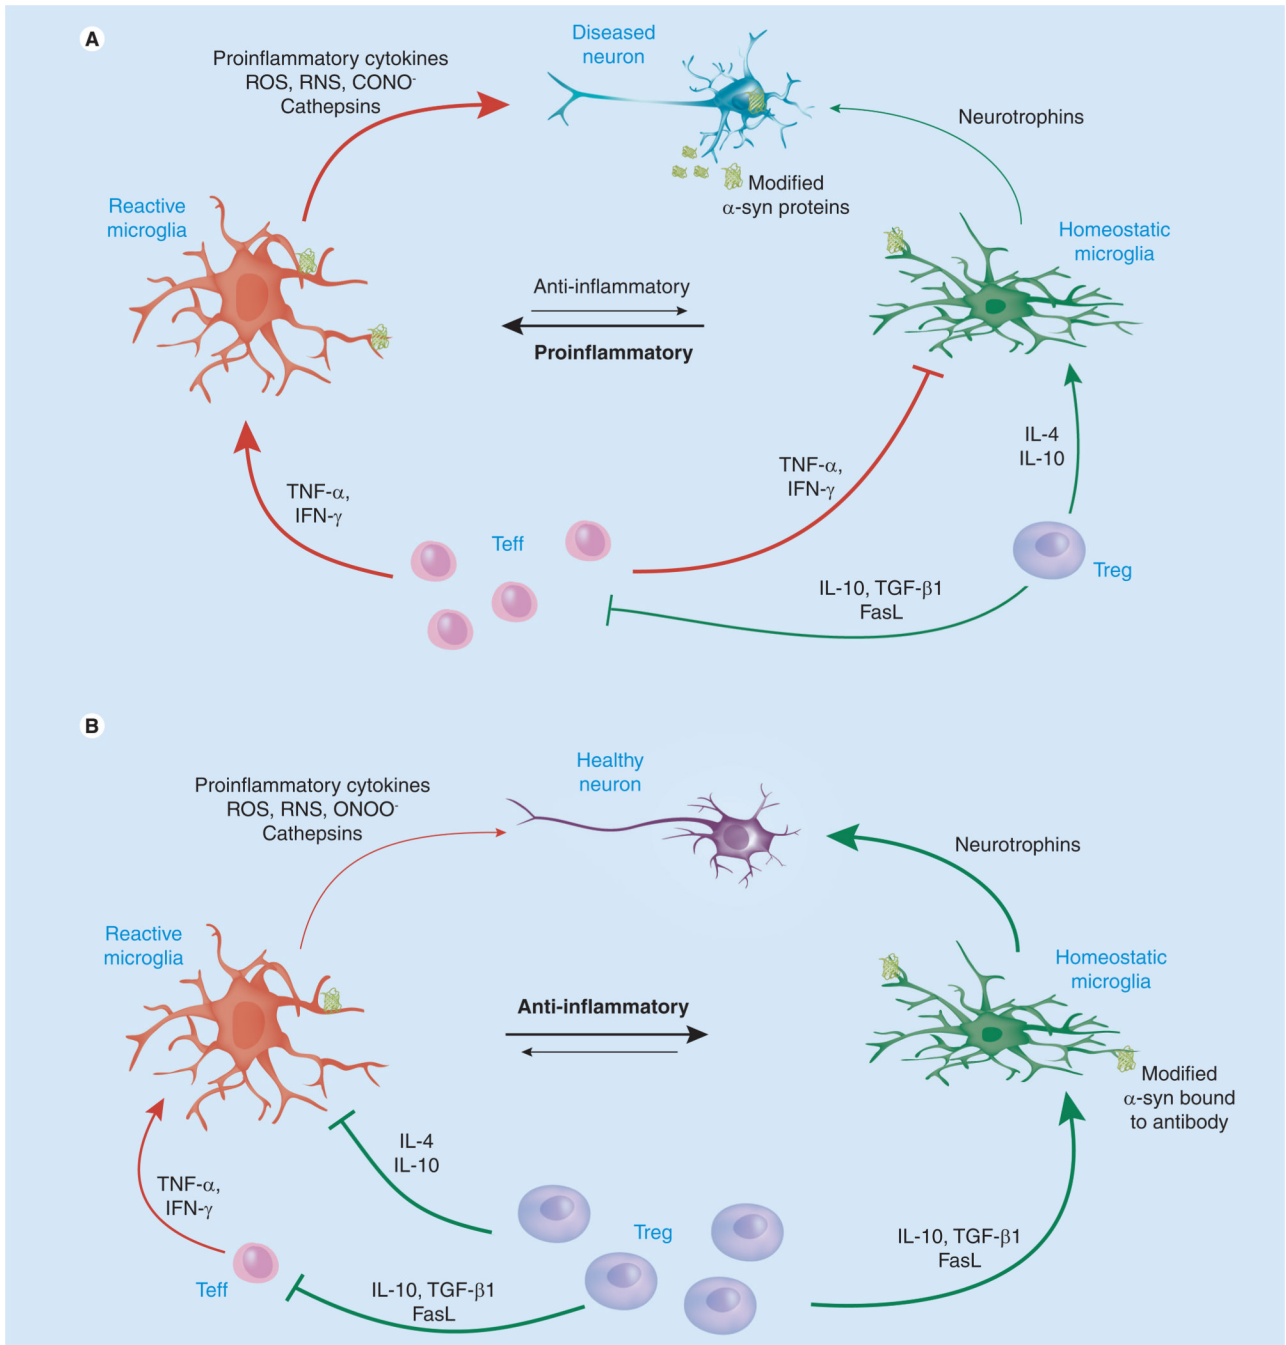 A
Proinflammatory cytokines
ROS, RNS, CONO-
Cathepsins
Diseased
neuron
Neurotrophins
Modified
α-syn proteins
Reactive
microglia
Homeostatic
microglia
Anti-inflammatory
Proinflammatory
TNF-α,
IFN-γ
Teff
TNF-α,
IFN-γ
IL-4
IL-10
Treg
IL-10, TGF-β1
FasL
B
Proinflammatory cytokines
ROS, RNS, ONOO-
Cathepsins
Healthy
neuron
Neurotrophins
Reactive
microglia
Homeostatic
microglia
Anti-inflammatory
Modified
α-syn bound
to antibody
IL-4
IL-10
TNF-α,
IFN-γ
Treg
Teff
IL-10, TGF-β1
FasL
IL-10, TGF-β1
FasL